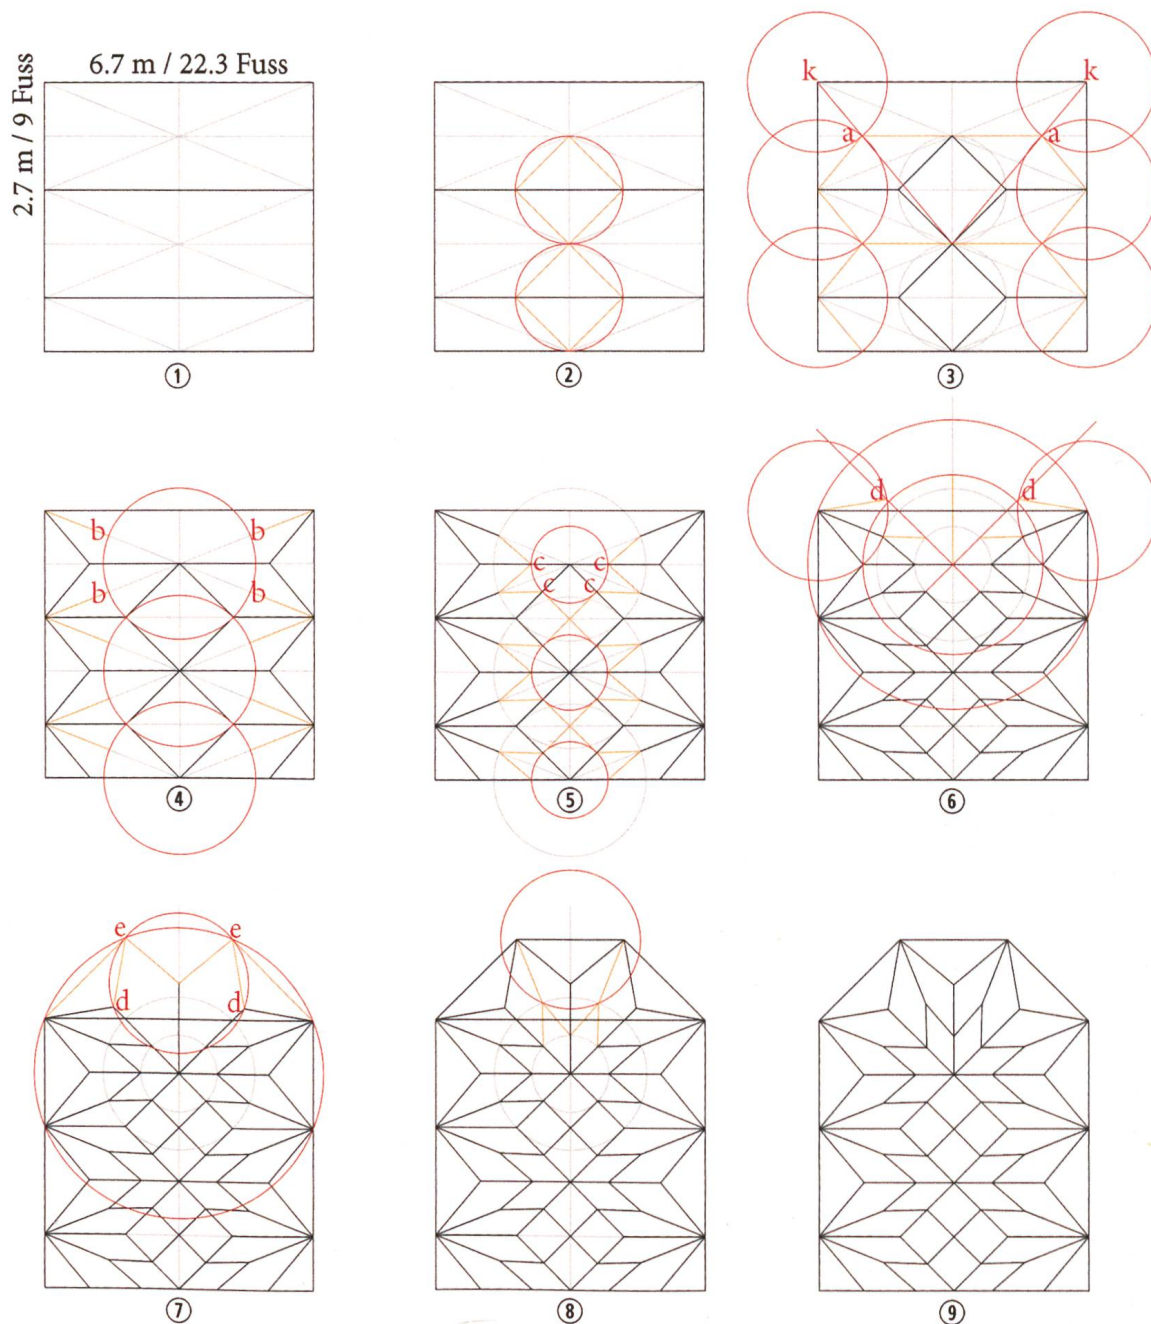 6.7 m / 22.3 Fuss
2.7 m / 9 Fuss
k k
a a
①
②
③
b b
b b
c c
c c
d d
④
⑤
⑥
e e
d d
⑦
⑧
⑨